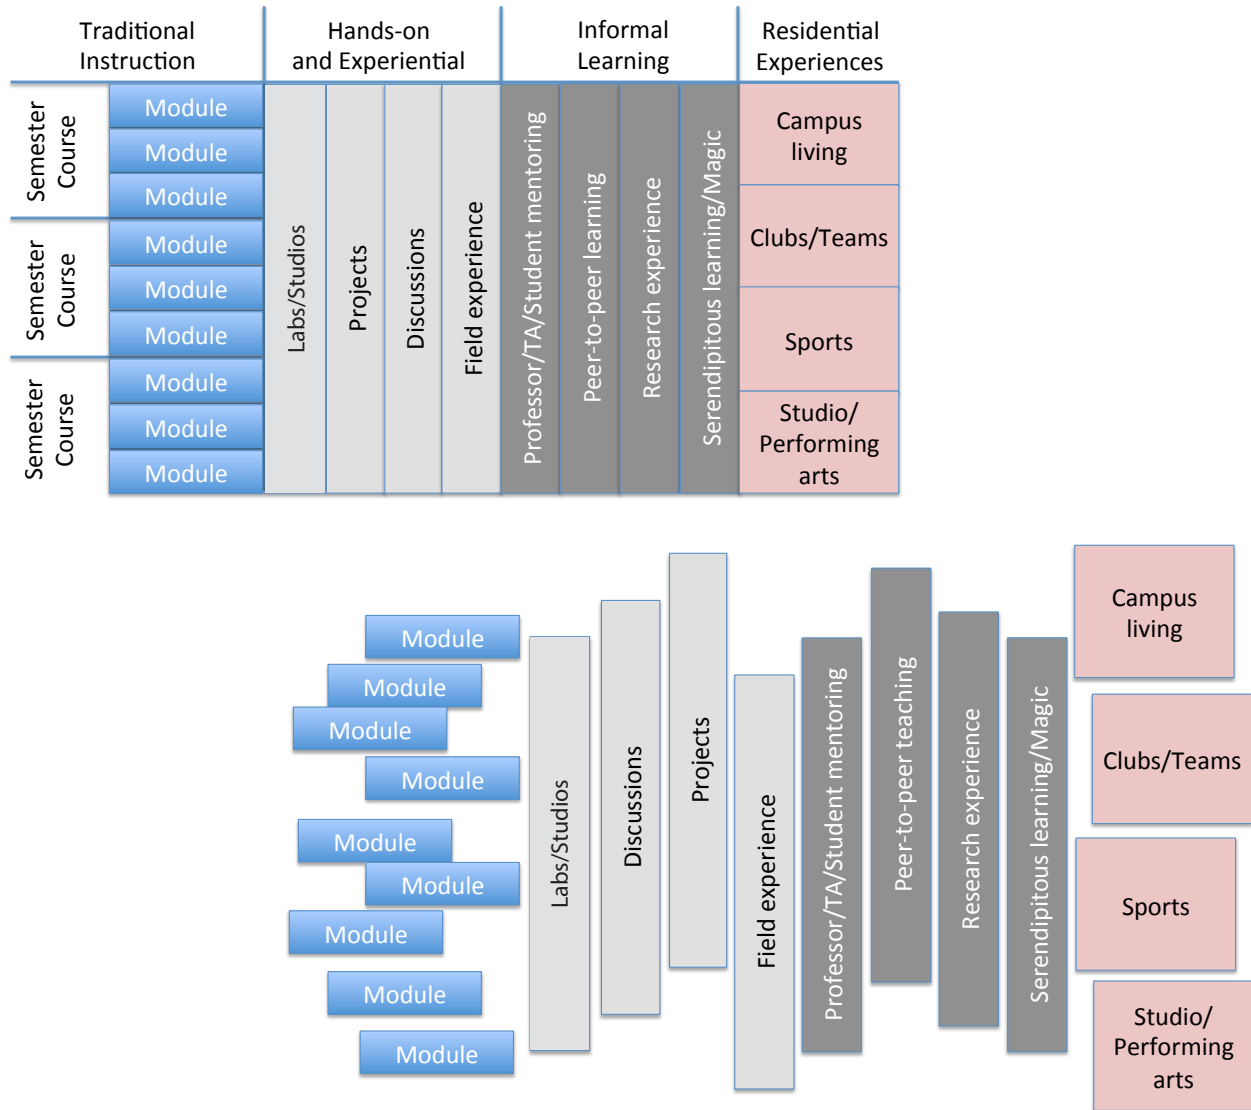 Traditional
Instruction
Hands-on
and Experiential
Informal
Learning
Residential
Experiences
Semester
Course
Semester
Course
Semester
Course
Module
Module
Module
Module
Module
Module
Module
Module
Module
Labs/Studios
Projects
Discussions
Field experience
Professor/TA/Student mentoring
Peer-to-peer learning
Research experience
Serendipitous learning/Magic
Campus
living
Clubs/Teams
Sports
Studio/
Performing
arts
Module
Module
Module
Module
Module
Module
Module
Module
Module
Labs/Studios
Discussions
Projects
Field experience
Professor/TA/Student mentoring
Peer-to-peer teaching
Research experience
Serendipitous learning/Magic
Campus
living
Clubs/Teams
Sports
Studio/
Performing
arts